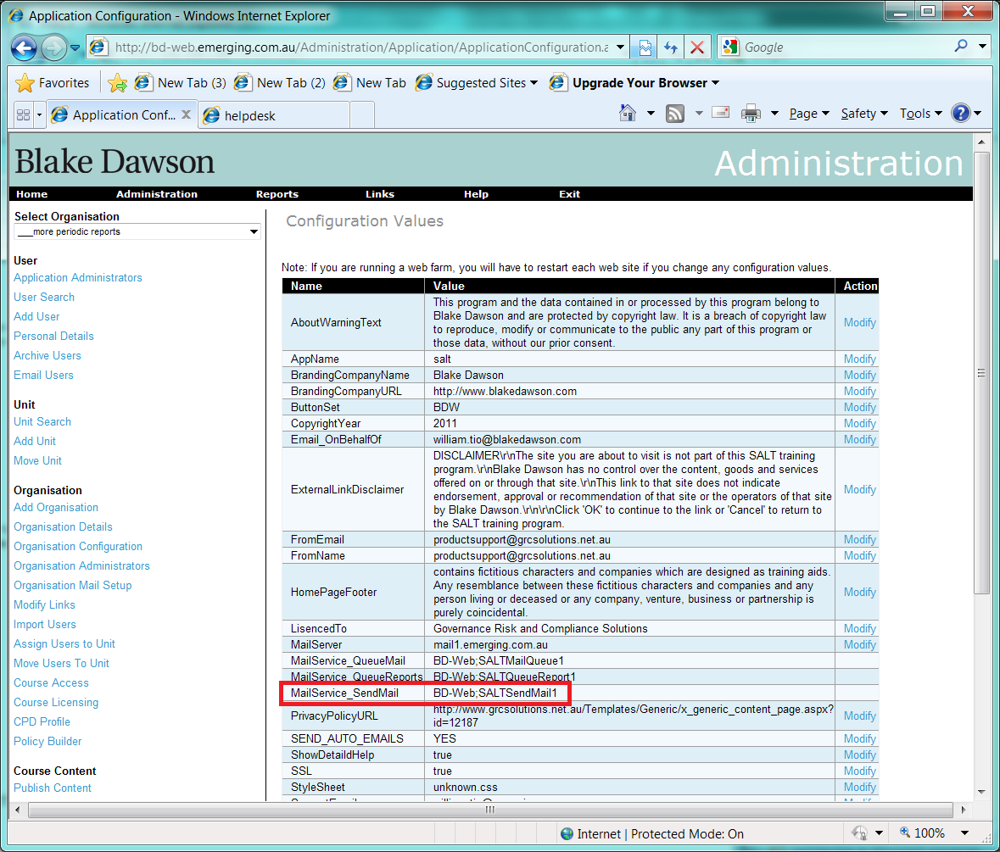 Application Configuration - Windows Internet Explorer
http://bd-web.emerging.com.au/Administration/Application/ApplicationConfiguration.a
Google
Favorites
New Tab (3)
New Tab (2)
New Tab
Suggested Sites
Upgrade Your Browser
Application Conf...
helpdesk
Page
Safety
Tools
Blake Dawson
Administration
Home
Administration
Reports
Links
Help
Exit
Select Organisation
___more periodic reports
User
Application Administrators
User Search
Add User
Personal Details
Archive Users
Email Users
Unit
Unit Search
Add Unit
Move Unit
Organisation
Add Organisation
Organisation Details
Organisation Configuration
Organisation Administrators
Organisation Mail Setup
Modify Links
Import Users
Assign Users to Unit
Move Users To Unit
Course Access
Course Licensing
CPD Profile
Policy Builder
Course Content
Publish Content
Configuration Values
Note: If you are running a web farm, you will have to restart each web site if you change any configuration values.
Name Value Action
AboutWarningText
This program and the data contained in or processed by this program belong to
Blake Dawson and are protected by copyright law. It is a breach of copyright law
to reproduce, modify or communicate to the public any part of this program or
those data, without our prior consent.
Modify
AppName salt Modify
BrandingCompanyName Blake Dawson Modify
BrandingCompanyURL http://www.blakedawson.com Modify
ButtonSet BDW Modify
CopyrightYear 2011 Modify
Email_OnBehalfOf william.tio@blakedawson.com Modify
ExternalLinkDisclaimer
DISCLAIMER\r\nThe site you are about to visit is not part of this SALT training
program.\r\nBlake Dawson has no control over the content, goods and services
offered on or through that site.\r\nThis link to that site does not indicate
endorsement, approval or recommendation of that site or the operators of that site
by Blake Dawson.\r\n\r\nClick 'OK' to continue to the link or 'Cancel' to return to
the SALT training program.
Modify
FromEmail productsupport@grcsolutions.net.au Modify
FromName productsupport@grcsolutions.net.au Modify
HomePageFooter
contains fictitious characters and companies which are designed as training aids.
Any resemblance between these fictitious characters and companies and any
person living or deceased or any company, venture, business or partnership is
purely coincidental.
Modify
LisencedTo Governance Risk and Compliance Solutions Modify
MailServer mail1.emerging.com.au Modify
MailService_QueueMail BD-Web;SALTMailQueue1
MailService_QueueReports BD-Web;SALTQueueReport1
MailService_SendMail BD-Web;SALTSendMail1
PrivacyPolicyURL
http://www.grcsolutions.net.au/Templates/Generic/x_generic_content_page.aspx?
id=12187
Modify
SEND_AUTO_EMAILS YES Modify
ShowDetaildHelp true Modify
SSL true Modify
StyleSheet unknown.css Modify
Internet | Protected Mode: On
100%